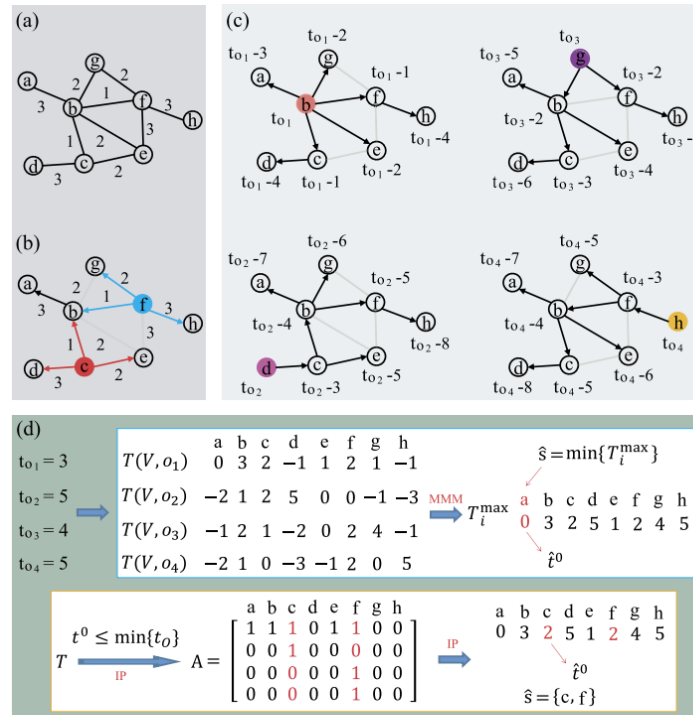 (a)
a
g
b
f
h
d
c
e
3
2
2
1
3
1
2
3
3
2
(b)
a
g
b
f
h
d
c
e
3
2
2
1
3
1
2
3
3
2
(c)
t_o1-3
t_o1-2
g
a
t_o1-1
b
f
h
t_o1
t_o1-4
d
c
e
t_o1-4
t_o1-1
t_o1-2
t_o3
t_o3-5
g
a
t_o3-2
b
f
h
t_o3-2
t_o3-
d
c
e
t_o3-4
t_o3-6
t_o3-3
t_o2-7
t_o2-6
g
a
t_o2-5
b
f
t_o2-4
h
t_o2-8
d
c
e
t_o2
t_o2-3
t_o2-5
t_o4-7
t_o4-5
g
a
t_o4-3
b
f
h
t_o4-4
t_o4
d
c
e
t_o4-6
t_o4-8
t_o4-5
(d)
t_o1 = 3
t_o2 = 5
t_o3 = 4
t_o4 = 5
a b c d e f g h
T(V, o₁) 0 3 2 −1 1 2 1 −1
T(V, o₂) −2 1 2 5 0 0 −1 −3
T(V, o₃) −1 2 1 −2 0 2 4 −1
T(V, o₄) −2 1 0 −3 −1 2 0 5
MMM
ŝ = min{T_i^max}
a b c d e f g h
T_i^max 0 3 2 5 1 2 4 5
t̂⁰
t⁰ ≤ min{t_O}
T
IP
A =
a b c d e f g h
1 1 1 0 1 1 0 0
0 0 1 0 0 0 0 0
0 0 0 0 0 1 0 0
0 0 0 0 0 1 0 0
IP
a b c d e f g h
0 3 2 5 1 2 4 5
t̂⁰
ŝ = {c, f}